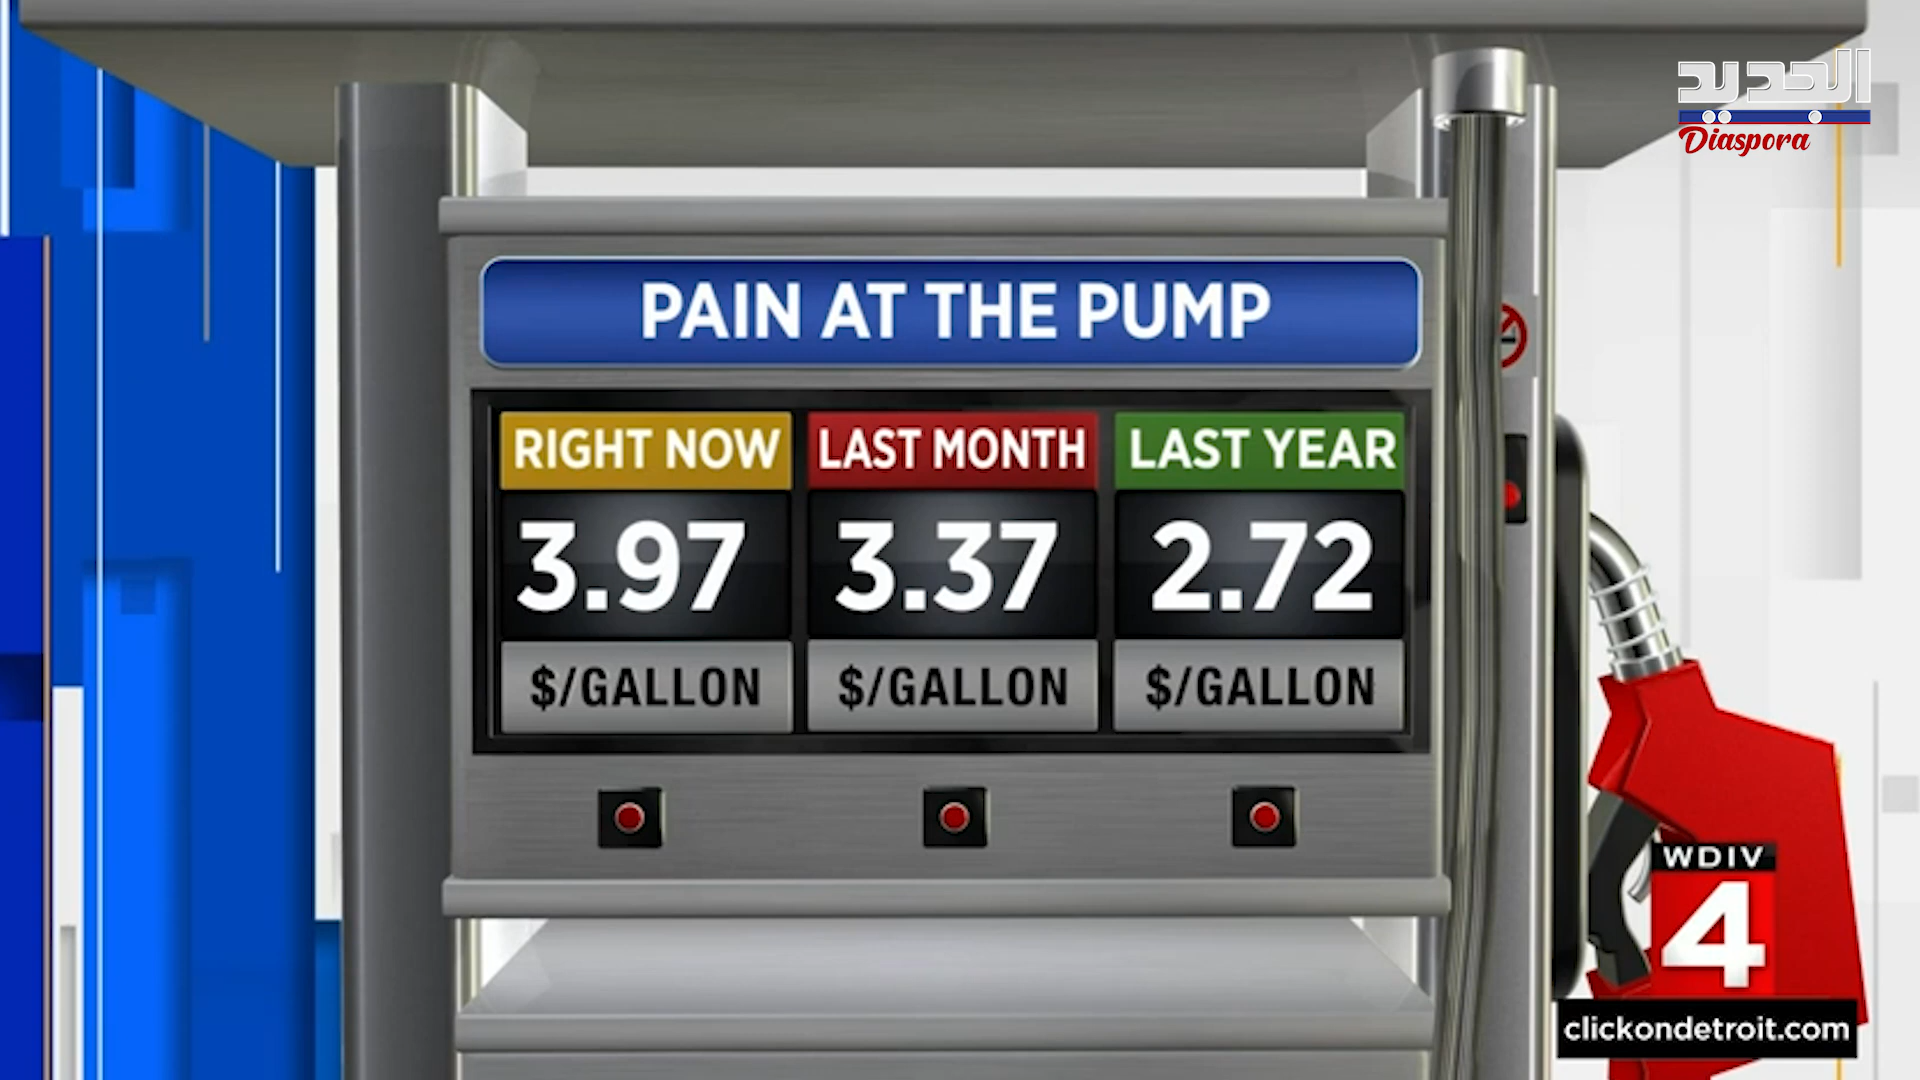 الجديد
Diaspora
PAIN AT THE PUMP
RIGHT NOW
LAST MONTH
LAST YEAR
3.97
3.37
2.72
$/GALLON
$/GALLON
$/GALLON
WDIV
4
clickondetroit.com